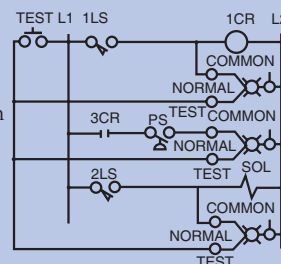 TEST L1 1LS 1CR L2
COMMON
NORMAL
TEST
n
3CR PS COMMON
NORMAL
TEST
2LS SOL
COMMON
NORMAL
TEST